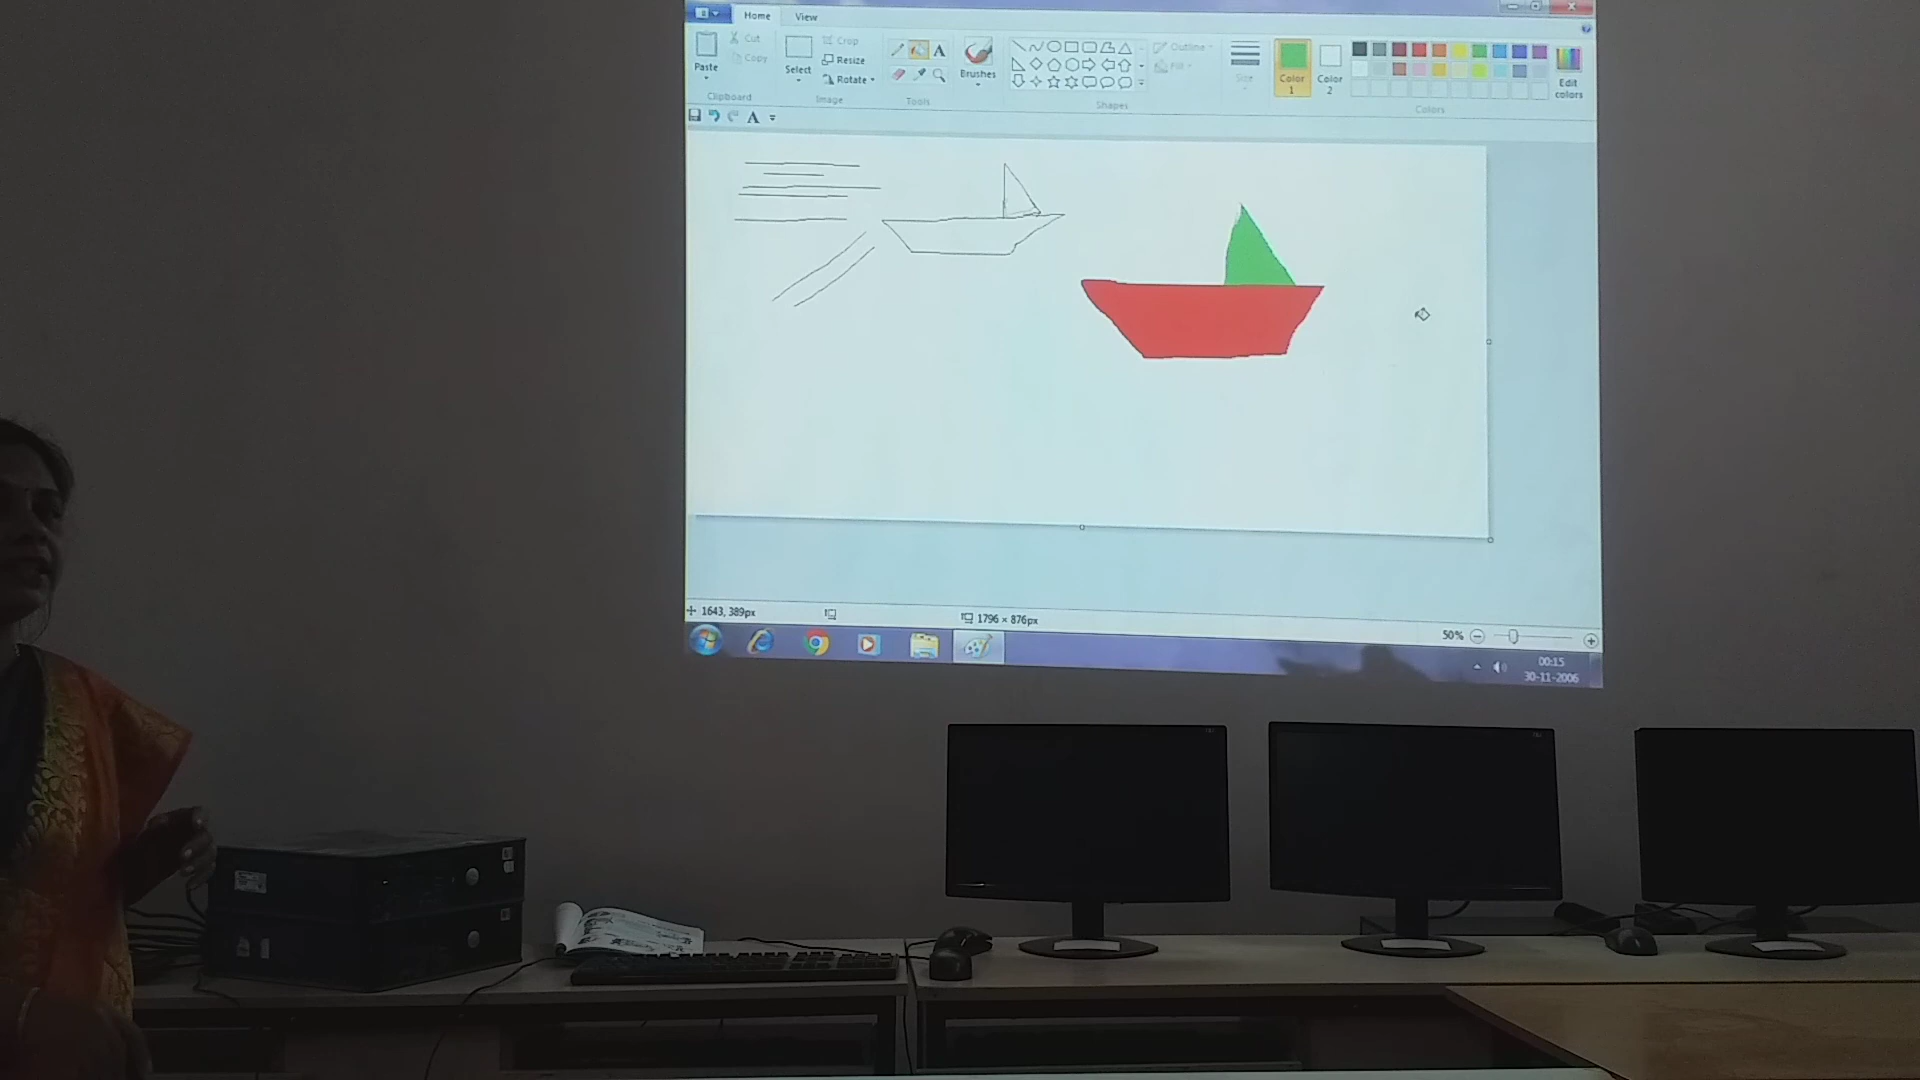 Home View
Paste
Cut
Copy
Clipboard
Select
Crop
Resize
Rotate
Image
A
Tools
Brushes
Shapes
Outline
Fill
Size
Color
1
Color
2
Edit
colors
Colors
A
1643, 389px
1796 × 876px
50%
00:15
30-11-2006